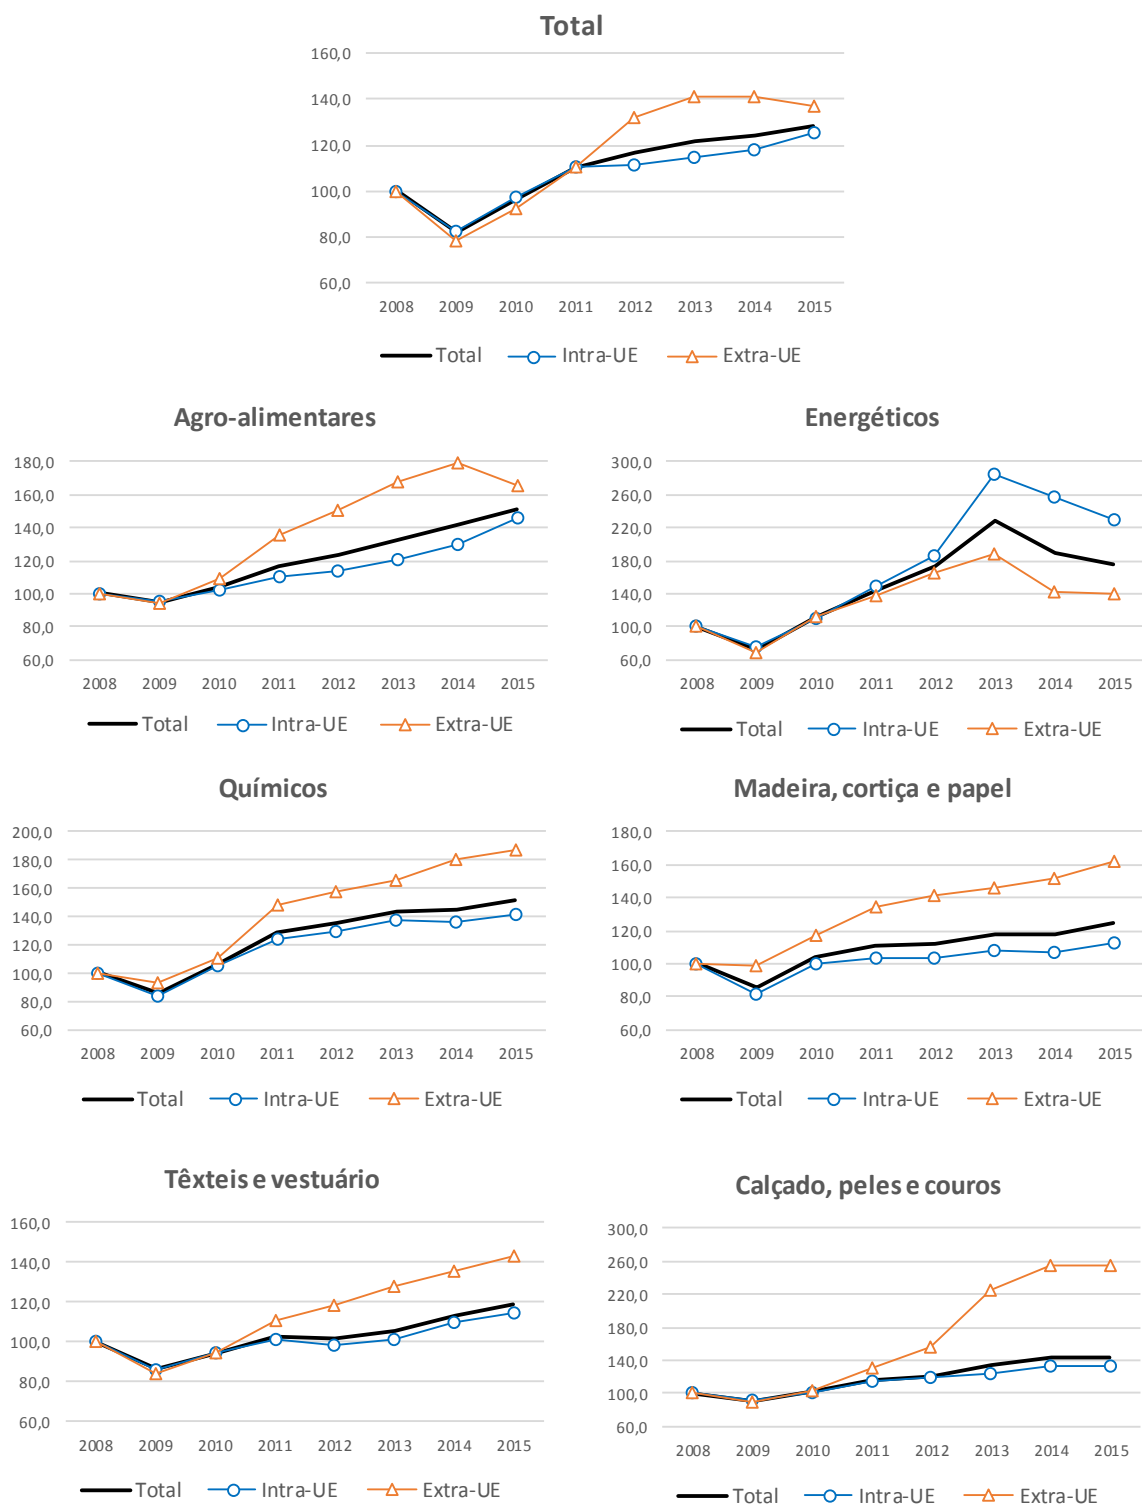 Total
160,0
140,0
120,0
100,0
80,0
60,0
2008 2009 2010 2011 2012 2013 2014 2015
Total Intra-UE Extra-UE
Agro-alimentares
180,0
160,0
140,0
120,0
100,0
80,0
60,0
2008 2009 2010 2011 2012 2013 2014 2015
Total Intra-UE Extra-UE
Energéticos
300,0
260,0
220,0
180,0
140,0
100,0
60,0
2008 2009 2010 2011 2012 2013 2014 2015
Total Intra-UE Extra-UE
Químicos
200,0
180,0
160,0
140,0
120,0
100,0
80,0
60,0
2008 2009 2010 2011 2012 2013 2014 2015
Total Intra-UE Extra-UE
Madeira, cortiça e papel
180,0
160,0
140,0
120,0
100,0
80,0
60,0
2008 2009 2010 2011 2012 2013 2014 2015
Total Intra-UE Extra-UE
Têxteis e vestuário
160,0
140,0
120,0
100,0
80,0
60,0
2008 2009 2010 2011 2012 2013 2014 2015
Total Intra-UE Extra-UE
Calçado, peles e couros
300,0
260,0
220,0
180,0
140,0
100,0
60,0
2008 2009 2010 2011 2012 2013 2014 2015
Total Intra-UE Extra-UE